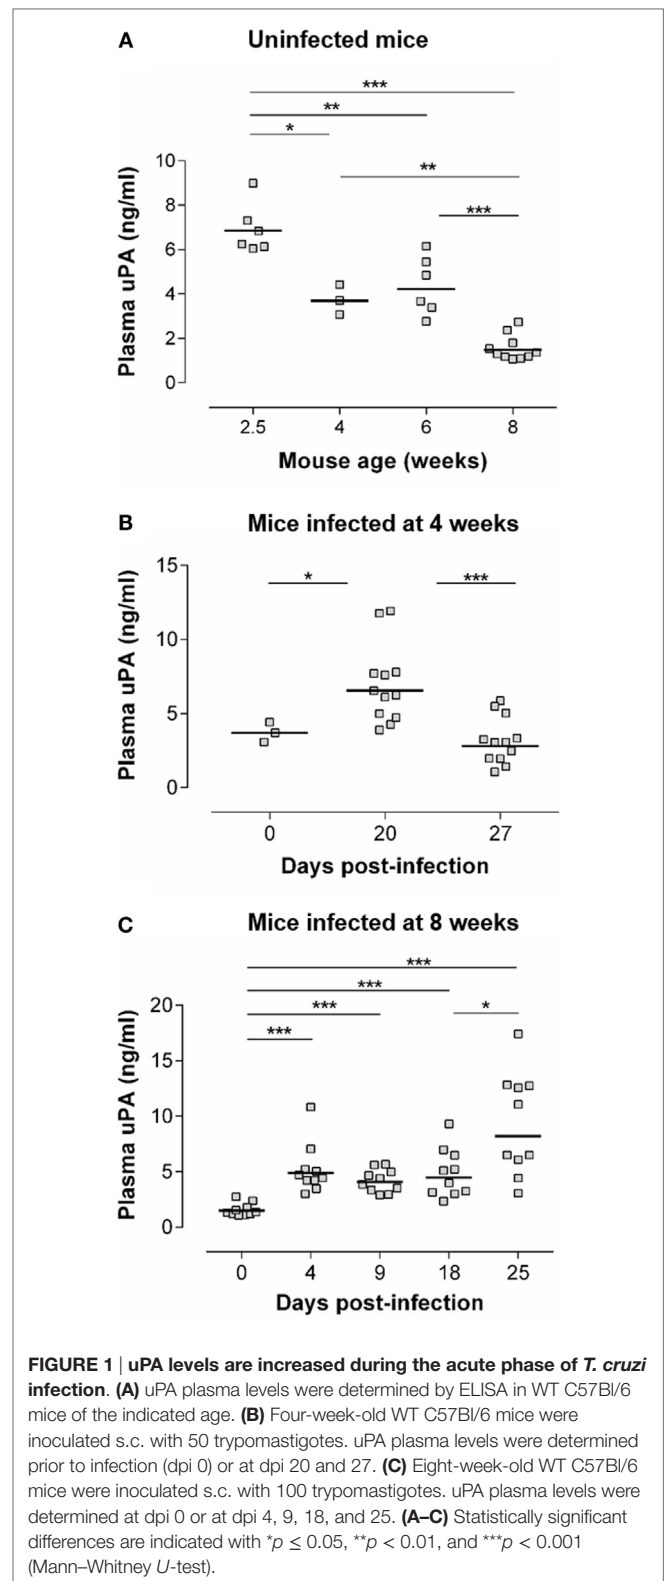 A
Uninfected mice
***
**
*
**
***
Plasma uPA (ng/ml)
10
8
6
4
2
0
2.5 4 6 8
Mouse age (weeks)
B
Mice infected at 4 weeks
*
***
Plasma uPA (ng/ml)
15
10
5
0
0 20 27
Days post-infection
C
Mice infected at 8 weeks
***
***
***
*
***
Plasma uPA (ng/ml)
20
15
10
5
0
0 4 9 18 25
Days post-infection
FIGURE 1 | uPA levels are increased during the acute phase of T. cruzi
infection. (A) uPA plasma levels were determined by ELISA in WT C57Bl/6
mice of the indicated age. (B) Four-week-old WT C57Bl/6 mice were
inoculated s.c. with 50 trypomastigotes. uPA plasma levels were determined
prior to infection (dpi 0) or at dpi 20 and 27. (C) Eight-week-old WT C57Bl/6
mice were inoculated s.c. with 100 trypomastigotes. uPA plasma levels were
determined at dpi 0 or at dpi 4, 9, 18, and 25. (A–C) Statistically significant
differences are indicated with *p ≤ 0.05, **p < 0.01, and ***p < 0.001
(Mann–Whitney U-test).